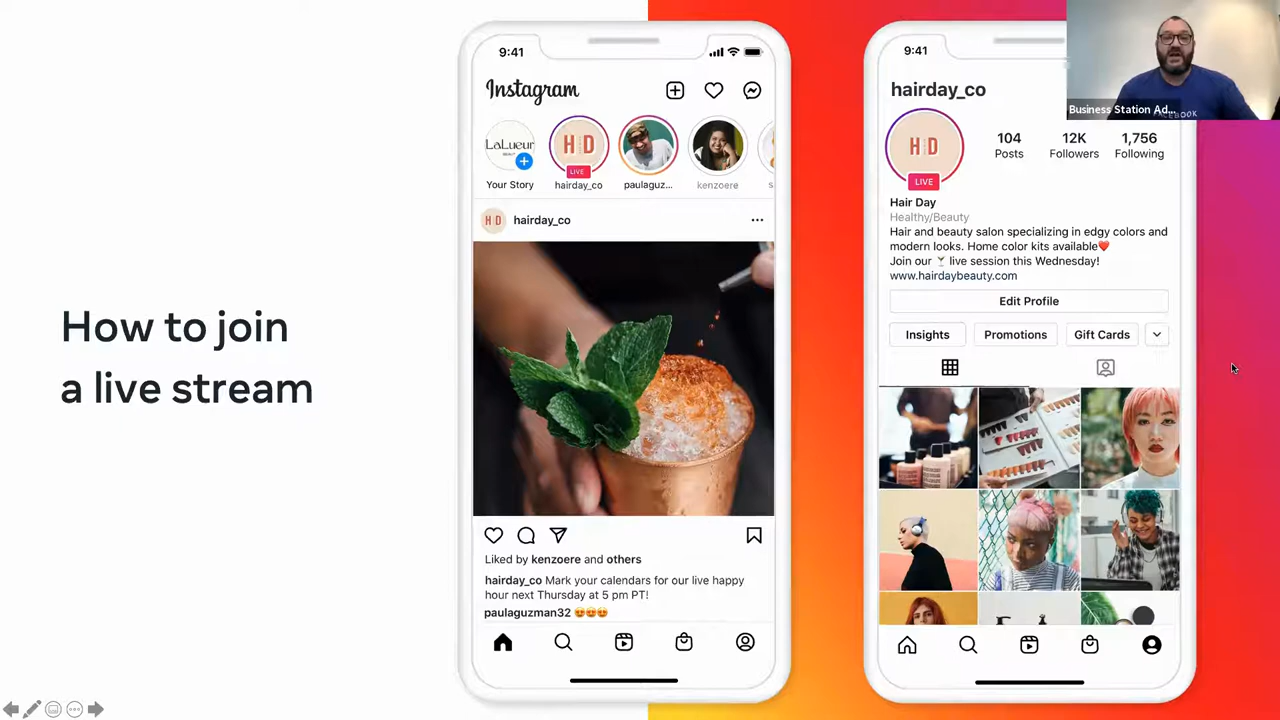 How to join
a live stream
9:41
Instagram
LaLueur
BEAUTY
H D
LIVE
Your Story
hairday_co
paulaguz...
kenzoere
s
H D
hairday_co
Liked by kenzoere and others
hairday_co Mark your calendars for our live happy
hour next Thursday at 5 pm PT!
paulaguzman32 😍😍😍
9:41
hairday_co
H D
LIVE
104
Posts
12K
Followers
1,756
Following
Hair Day
Healthy/Beauty
Hair and beauty salon specializing in edgy colors and
modern looks. Home color kits available❤️
Join our 🍸 live session this Wednesday!
www.hairdaybeauty.com
Edit Profile
Insights
Promotions
Gift Cards
Business Station Ad...
FACEBOOK